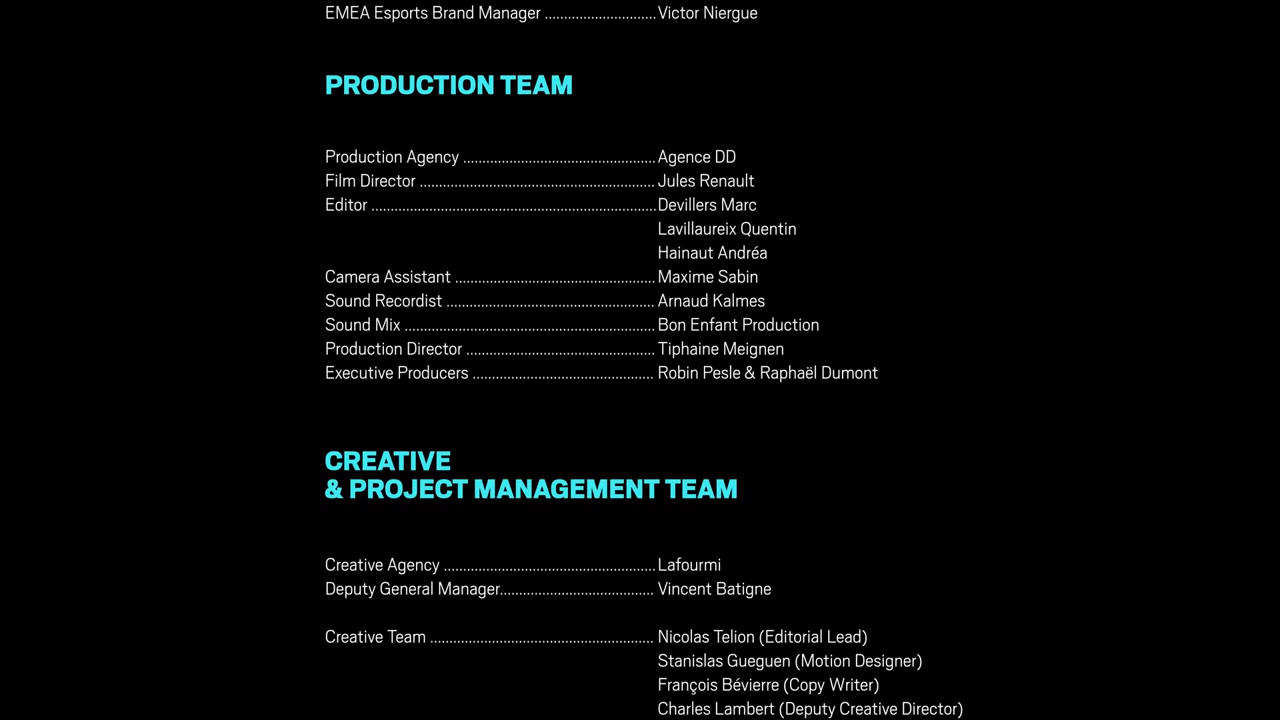 EMEA Esports Brand Manager .............................Victor Niergue
PRODUCTION TEAM
Production Agency ..................................................Agence DD
Film Director .............................................................Jules Renault
Editor ..........................................................................Devillers Marc
Lavillaureix Quentin
Hainaut Andréa
Camera Assistant ....................................................Maxime Sabin
Sound Recordist ......................................................Arnaud Kalmes
Sound Mix .................................................................Bon Enfant Production
Production Director .................................................Tiphaine Meignen
Executive Producers ...............................................Robin Pesle & Raphaël Dumont
CREATIVE
& PROJECT MANAGEMENT TEAM
Creative Agency .......................................................Lafourmi
Deputy General Manager........................................Vincent Batigne
Creative Team ..........................................................Nicolas Telion (Editorial Lead)
Stanislas Gueguen (Motion Designer)
François Bévierre (Copy Writer)
Charles Lambert (Deputy Creative Director)